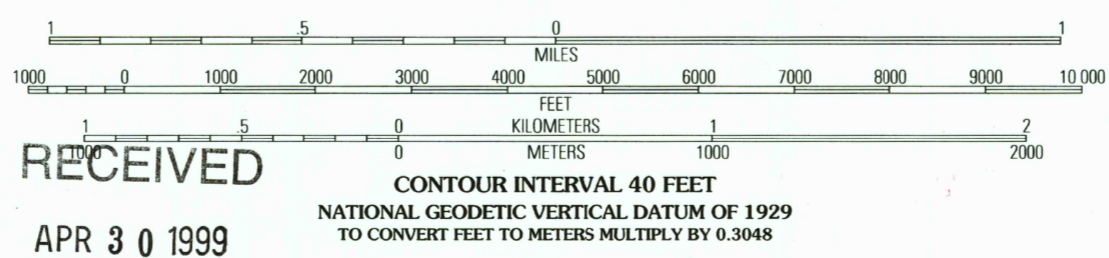 1 .5 0 1
MILES
1000 0 1000 2000 3000 4000 5000 6000 7000 8000 9000 10 000
FEET
1 .5 0 KILOMETERS 1 2
1000 0 METERS 1000 2000
RECEIVED
CONTOUR INTERVAL 40 FEET
NATIONAL GEODETIC VERTICAL DATUM OF 1929
TO CONVERT FEET TO METERS MULTIPLY BY 0.3048
APR 3 0 1999